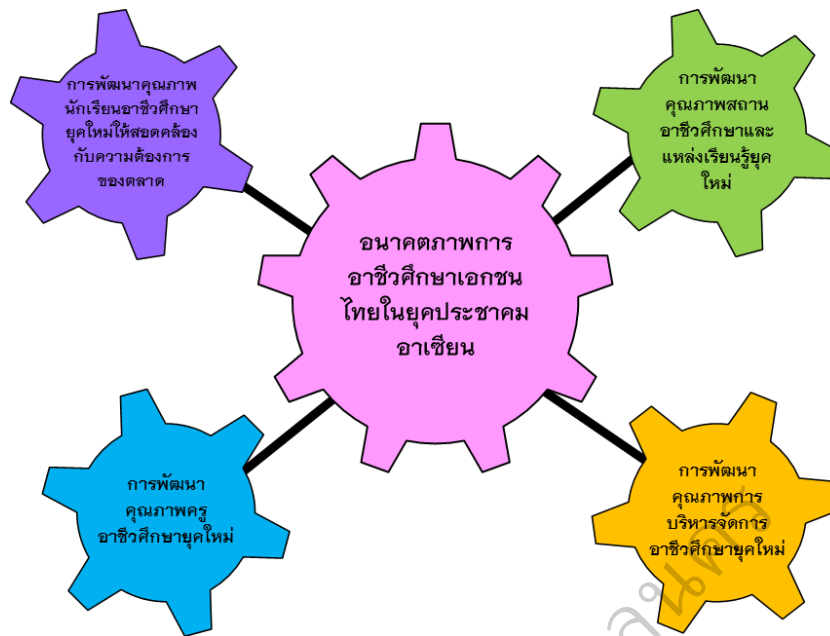 การพัฒนาคุณภาพ
นักเรียนอาชีวศึกษา
ยุคใหม่ให้สอดคล้อง
กับความต้องการ
ของตลาด
การพัฒนา
คุณภาพสถาน
อาชีวศึกษาและ
แหล่งเรียนรู้ยุค
ใหม่
อนาคตภาพการ
อาชีวศึกษาเอกชน
ไทยในยุคประชาคม
อาเซียน
การพัฒนา
คุณภาพครู
อาชีวศึกษายุคใหม่
การพัฒนา
คุณภาพการ
บริหารจัดการ
อาชีวศึกษายุคใหม่